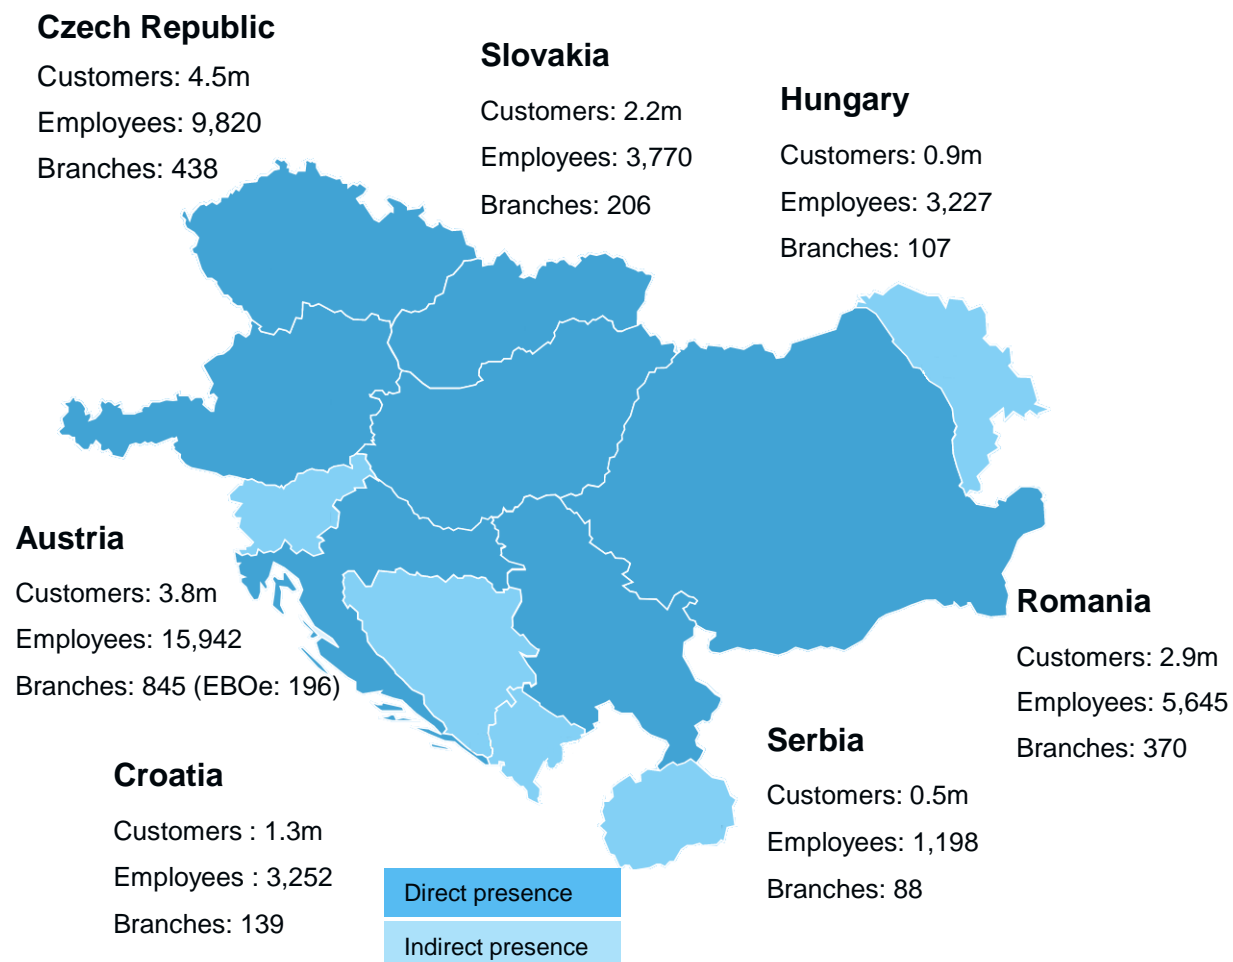 Czech Republic
Customers: 4.5m
Employees: 9,820
Branches: 438
Slovakia
Customers: 2.2m
Employees: 3,770
Branches: 206
Hungary
Customers: 0.9m
Employees: 3,227
Branches: 107
Austria
Customers: 3.8m
Employees: 15,942
Branches: 845 (EBOe: 196)
Romania
Customers: 2.9m
Employees: 5,645
Branches: 370
Serbia
Customers: 0.5m
Employees: 1,198
Branches: 88
Croatia
Customers : 1.3m
Employees : 3,252
Branches: 139
Direct presence
Indirect presence